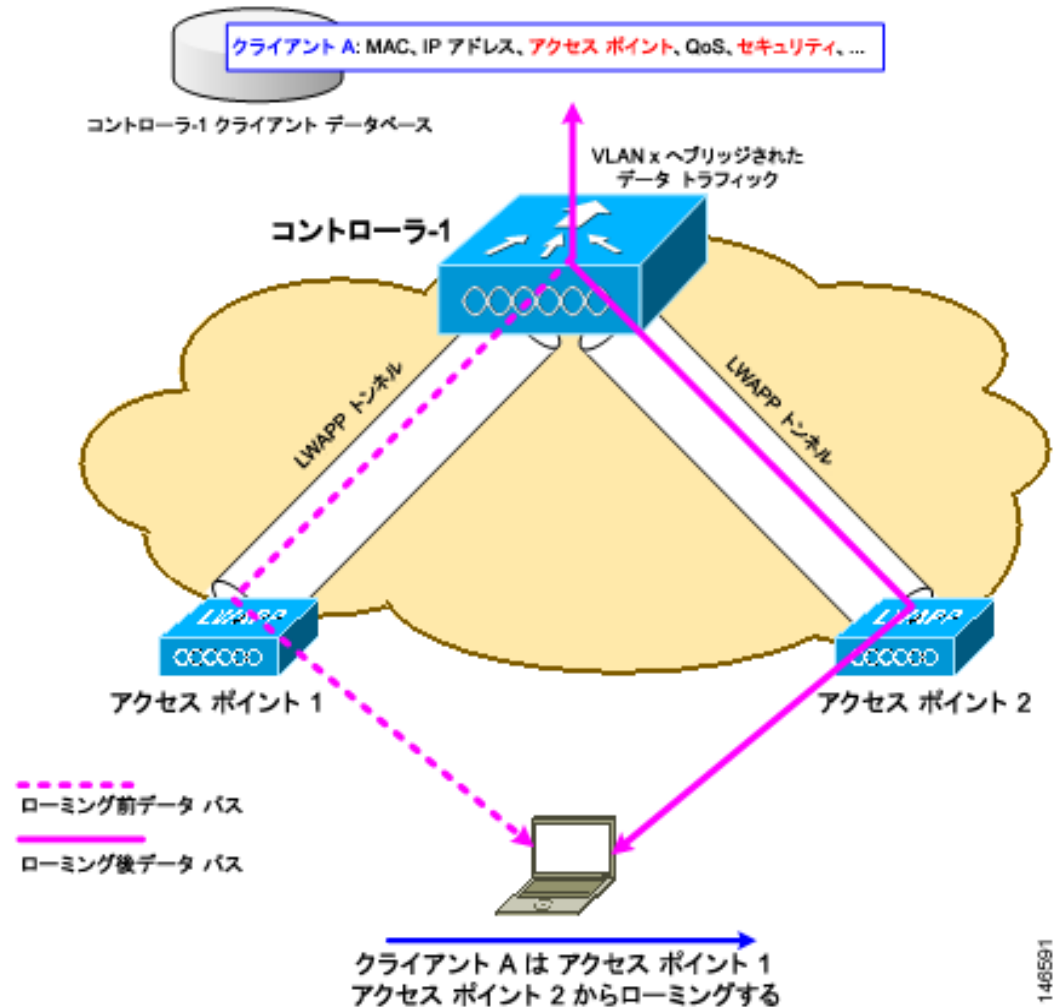 クライアント A: MAC、IP アドレス、アクセス ポイント、QoS、セキュリティ、...
コントローラ-1 クライアント データベース
VLAN x へブリッジされた
データ トラフィック
コントローラ-1
LWAPP トンネル
LWAPP トンネル
LWAPP
LWAPP
アクセス ポイント 1
アクセス ポイント 2
ローミング前データ パス
ローミング後データ パス
クライアント A は アクセス ポイント 1
アクセス ポイント 2 からローミングする
146591